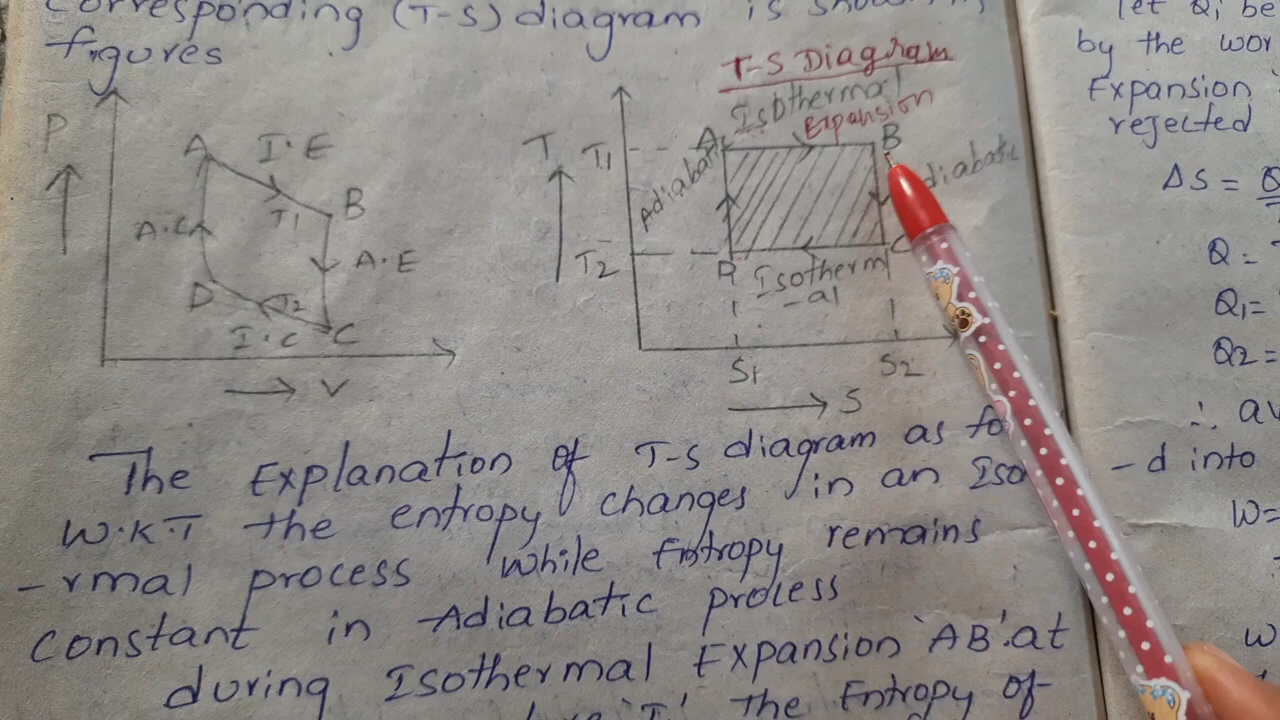 Corresponding (T-S) diagram is
figures
T-S Diagram
Isothermal
Expansion
P
A
I.E
T1
B
A.C
A.E
D
T2
I.C
C
V
T
T1
A
B
Adiabatic
diabatic
T2
D
C
Isotherm
-al
S1
S2
S
The Explanation of T-S diagram as fo
W.K.T the entropy changes in an Iso
-rmal process while Entropy remains
constant in Adiabatic process
during Isothermal Expansion 'AB' at
'T1' the Entropy of
let Q1 be
by the wor
Expansion
rejected
ΔS = Q
Q =
Q1=
Q2=
∴ av
-d into
W=
W